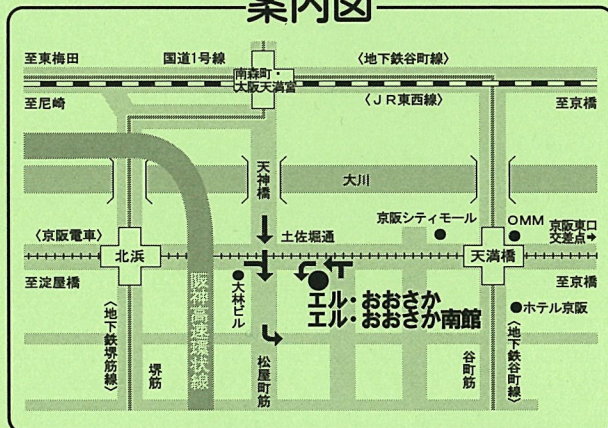 案内図
至東梅田
国道1号線
〈地下鉄谷町線〉
南森町・
大阪天満宮
至尼崎
〈JR東西線〉
至京橋
天神橋
大川
〈京阪電車〉
北浜
土佐堀通
京阪シティモール
OMM
京阪東口
交差点➡
天満橋
至淀屋橋
至京橋
大林ビル
エル・おおさか
エル・おおさか南館
ホテル京阪
阪神高速環状線
〈地下鉄堺筋線〉
堺筋
松屋町筋
谷町筋
〈地下鉄谷町線〉